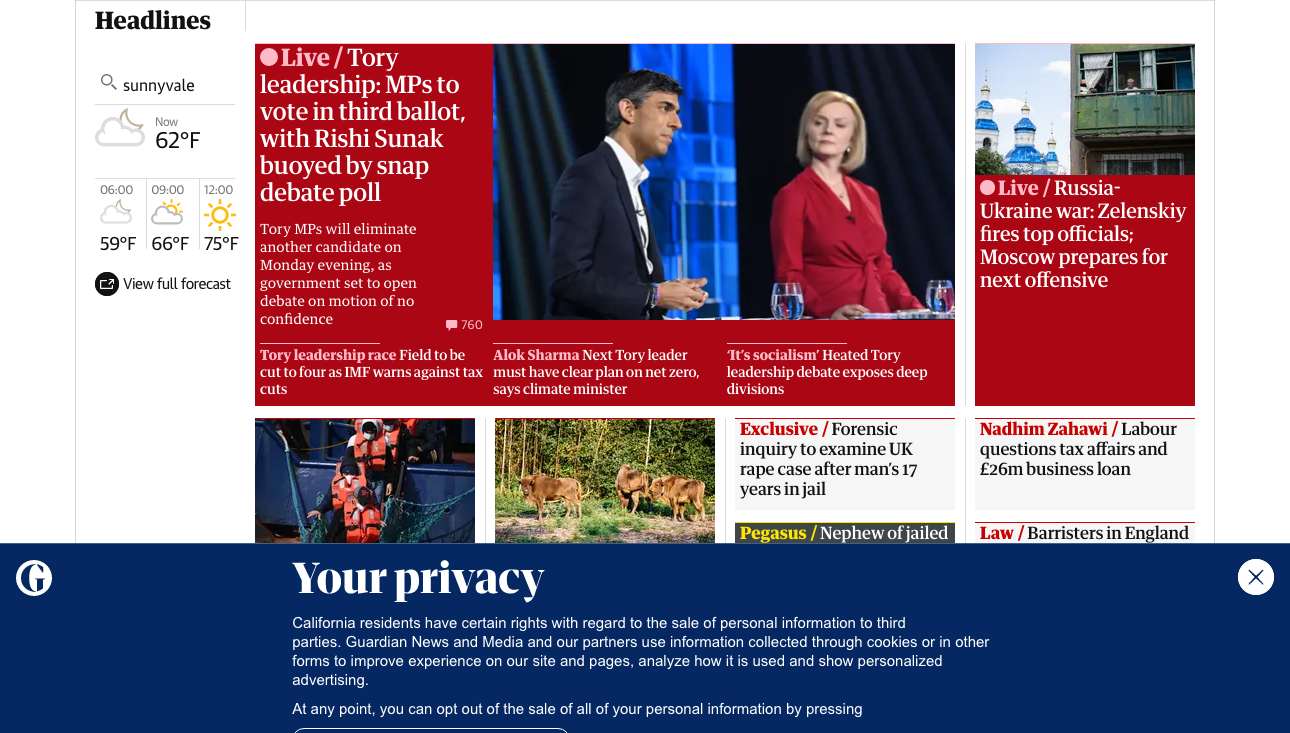 Headlines
sunnyvale
Now
62°F
06:00
59°F
09:00
66°F
12:00
75°F
View full forecast
Live / Tory
leadership: MPs to
vote in third ballot,
with Rishi Sunak
buoyed by snap
debate poll
Tory MPs will eliminate
another candidate on
Monday evening, as
government set to open
debate on motion of no
confidence
760
Tory leadership race Field to be
cut to four as IMF warns against tax
cuts
Alok Sharma Next Tory leader
must have clear plan on net zero,
says climate minister
‘It’s socialism’ Heated Tory
leadership debate exposes deep
divisions
Live / Russia-
Ukraine war: Zelenskiy
fires top officials;
Moscow prepares for
next offensive
Exclusive / Forensic
inquiry to examine UK
rape case after man’s 17
years in jail
Nadhim Zahawi / Labour
questions tax affairs and
£26m business loan
Pegasus / Nephew of jailed
Law / Barristers in England
Your privacy
California residents have certain rights with regard to the sale of personal information to third
parties. Guardian News and Media and our partners use information collected through cookies or in other
forms to improve experience on our site and pages, analyze how it is used and show personalized
advertising.
At any point, you can opt out of the sale of all of your personal information by pressing